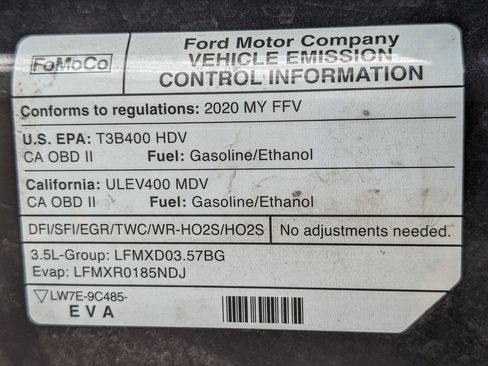 FoMoCo
Ford Motor Company
VEHICLE EMISSION
CONTROL INFORMATION
Conforms to regulations: 2020 MY FFV
U.S. EPA: T3B400 HDV
CA OBD II Fuel: Gasoline/Ethanol
California: ULEV400 MDV
CA OBD II Fuel: Gasoline/Ethanol
DFI/SFI/EGR/TWC/WR-HO2S/HO2S No adjustments needed.
3.5L-Group: LFMXD03.57BG
Evap: LFMXR0185NDJ
LW7E-9C485-
EVA